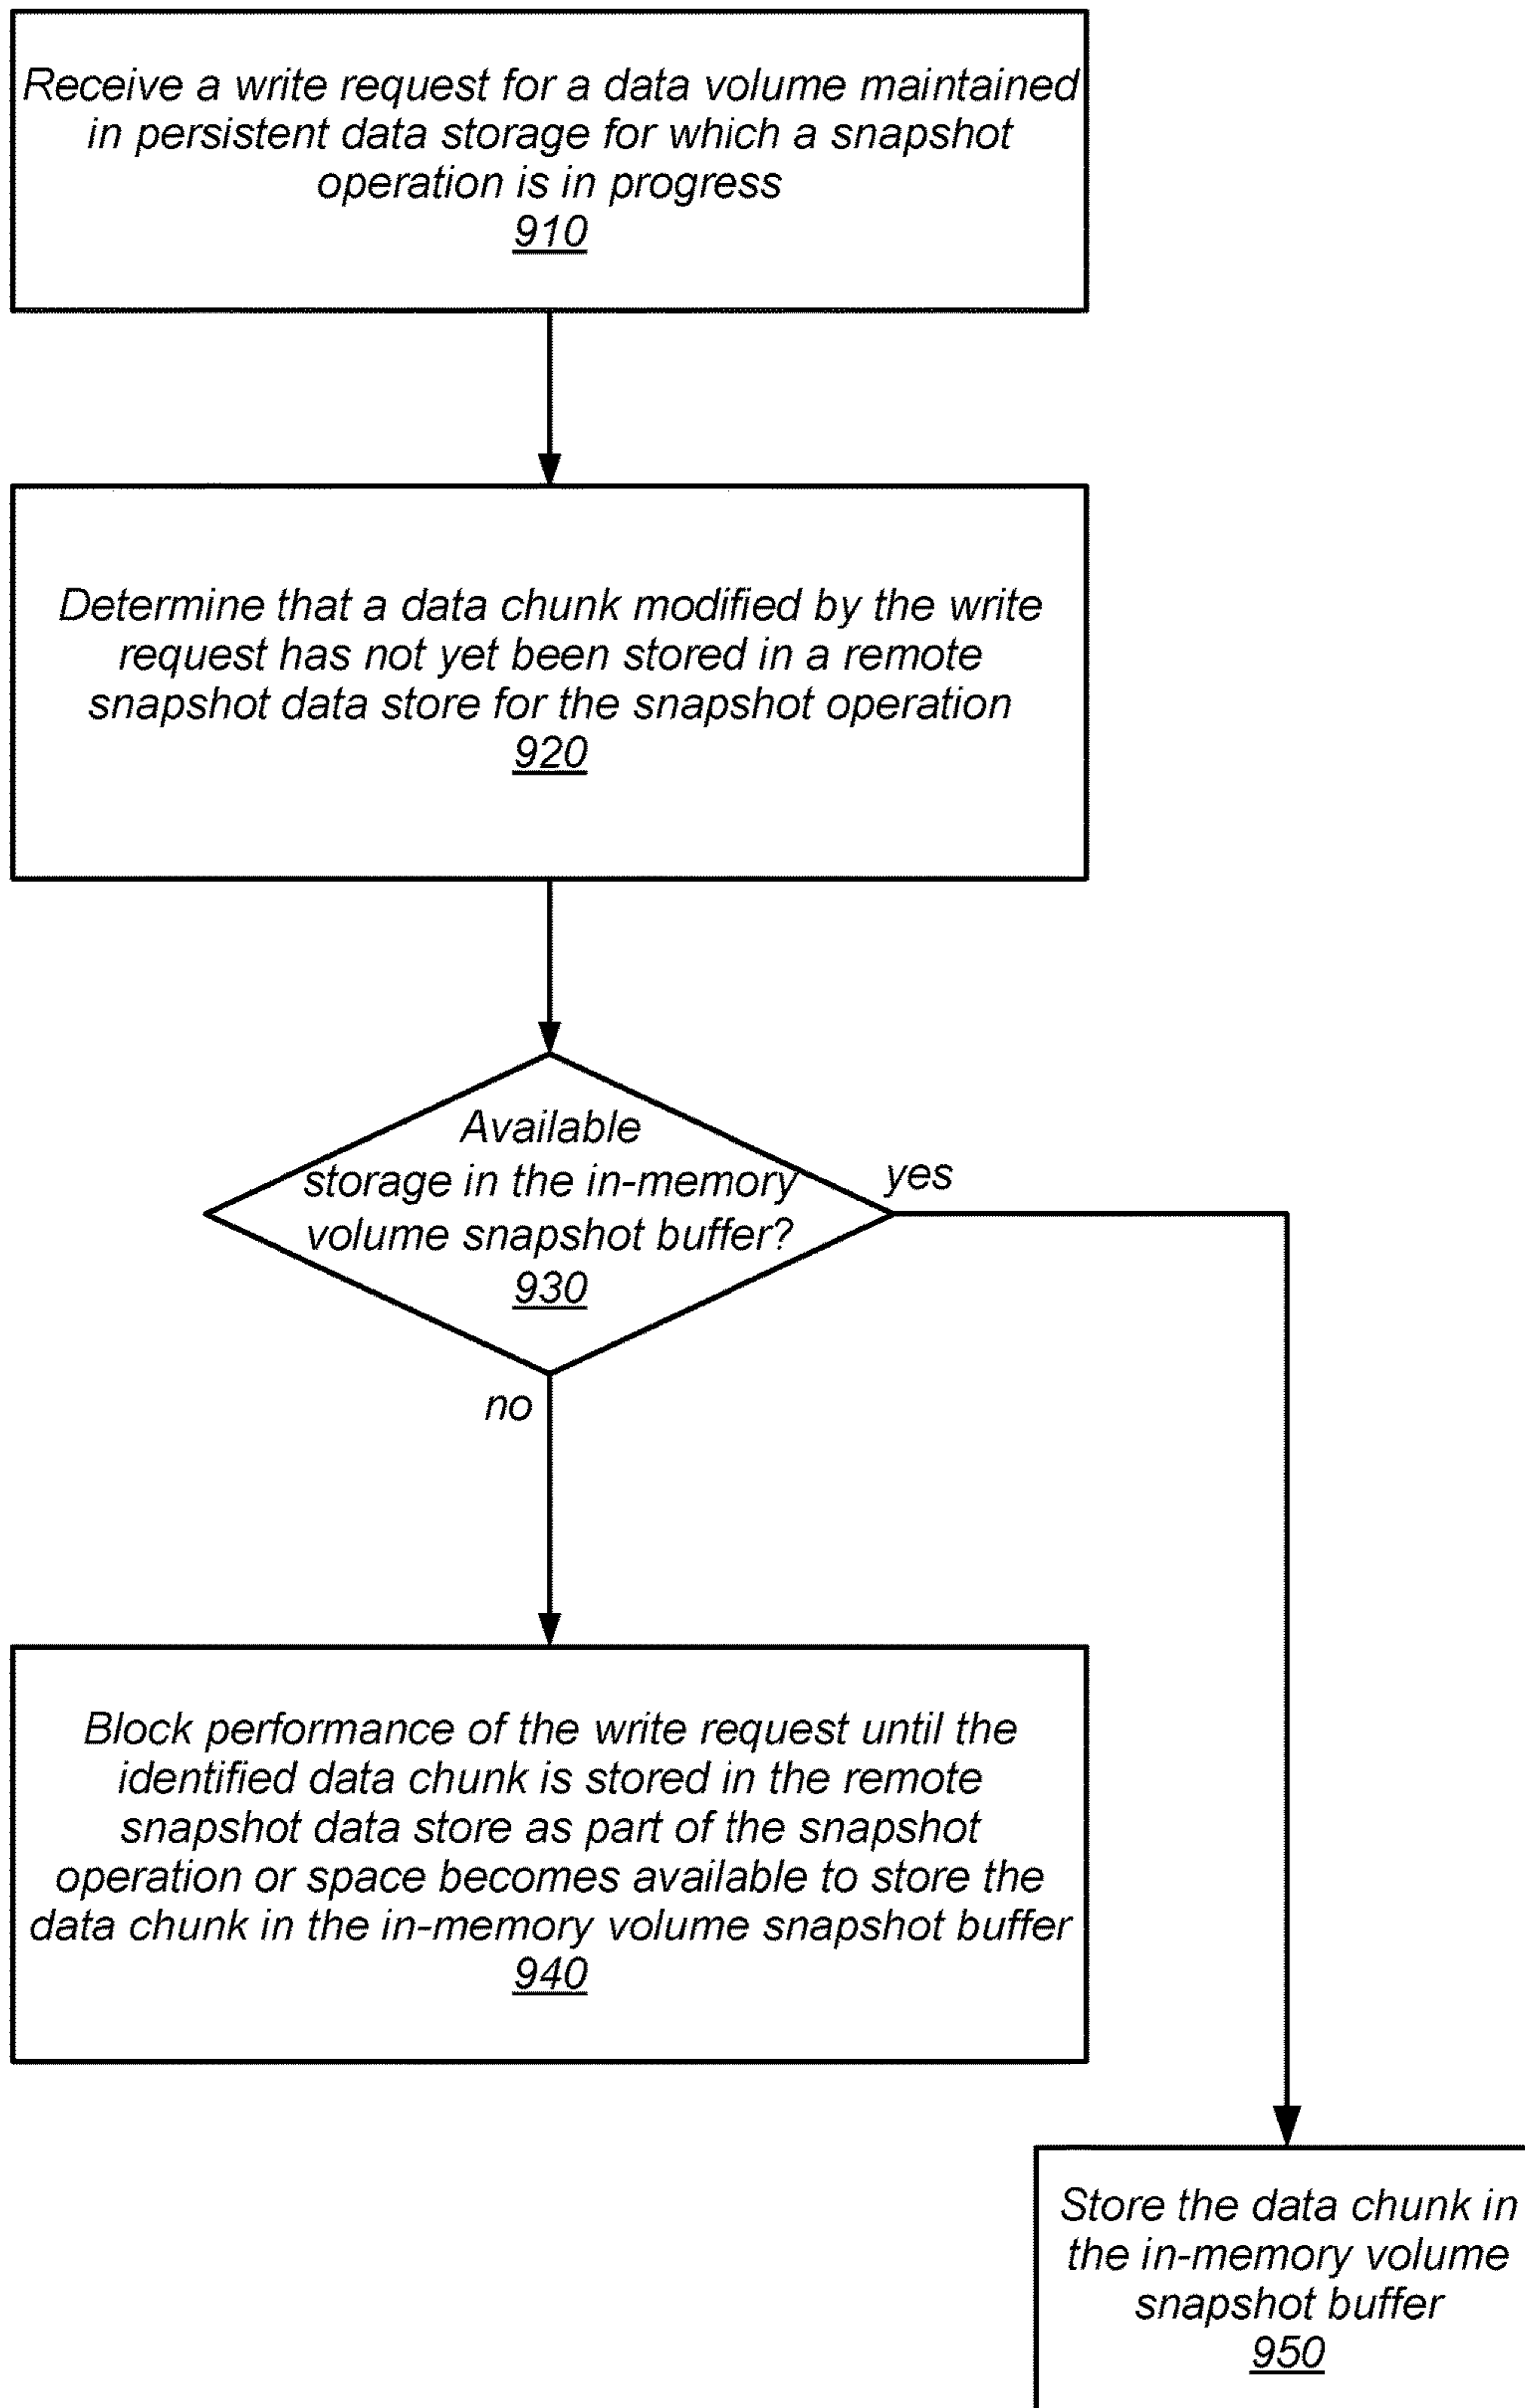 Receive a write request for a data volume maintained
in persistent data storage for which a snapshot
operation is in progress
910
Determine that a data chunk modified by the write
request has not yet been stored in a remote
snapshot data store for the snapshot operation
920
Available
storage in the in-memory
volume snapshot buffer?
930
yes
no
Block performance of the write request until the
identified data chunk is stored in the remote
snapshot data store as part of the snapshot
operation or space becomes available to store the
data chunk in the in-memory volume snapshot buffer
940
Store the data chunk in
the in-memory volume
snapshot buffer
950